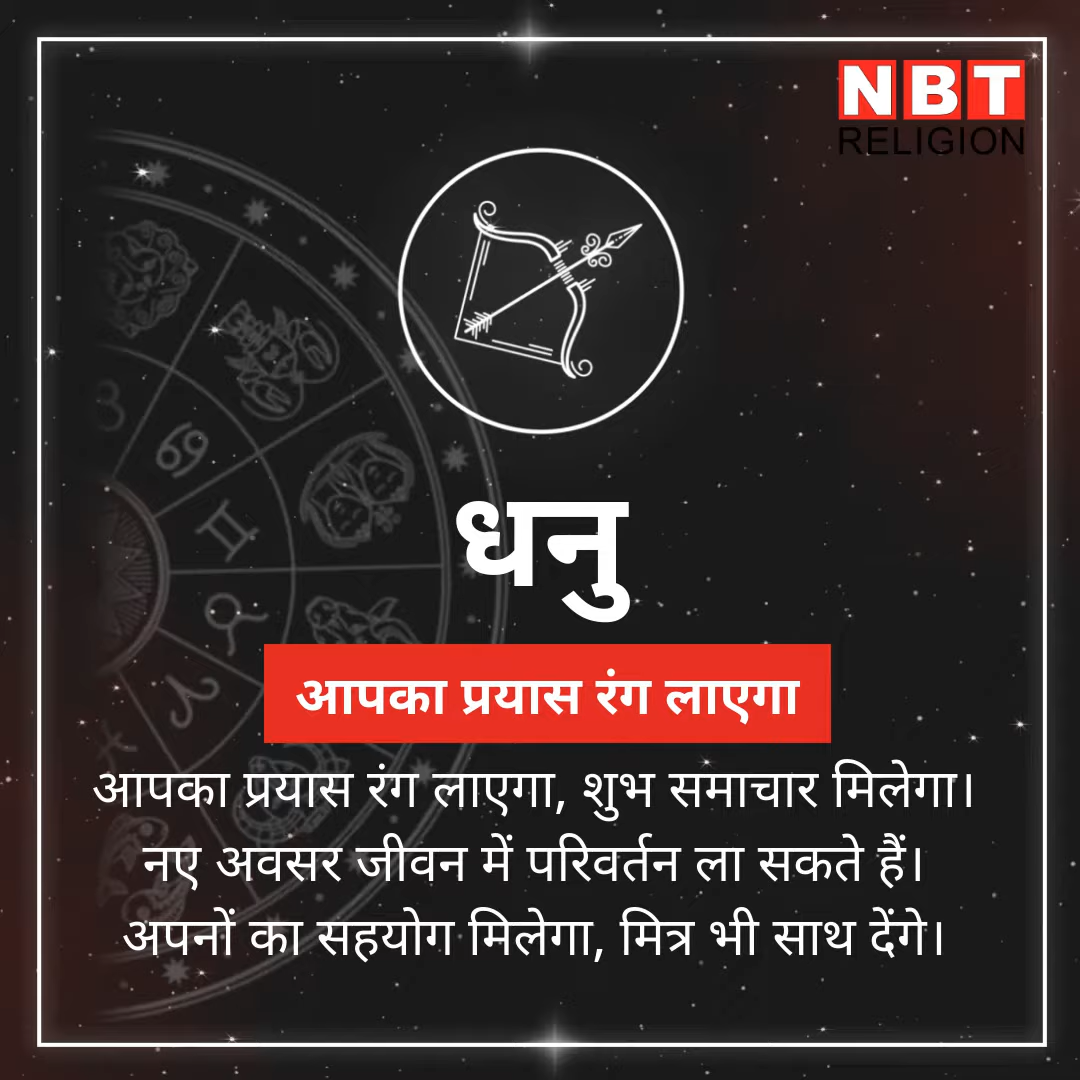 NBT
RELIGION
धनु
आपका प्रयास रंग लाएगा
आपका प्रयास रंग लाएगा, शुभ समाचार मिलेगा।
नए अवसर जीवन में परिवर्तन ला सकते हैं।
अपनों का सहयोग मिलेगा, मित्र भी साथ देंगे।